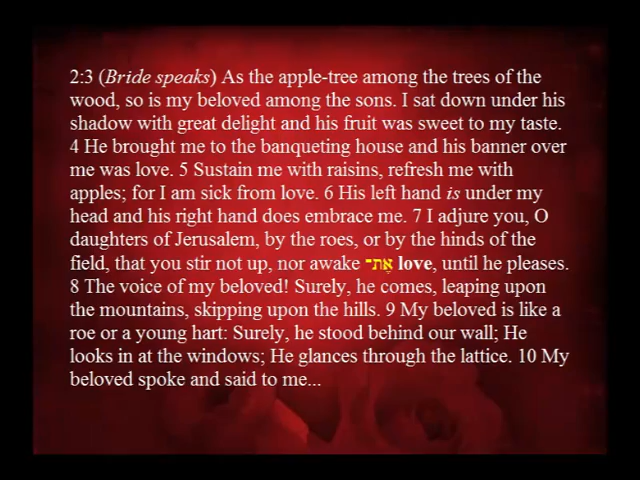 2:3 (Bride speaks) As the apple-tree among the trees of the
wood, so is my beloved among the sons. I sat down under his
shadow with great delight and his fruit was sweet to my taste.
4 He brought me to the banqueting house and his banner over
me was love. 5 Sustain me with raisins, refresh me with
apples; for I am sick from love. 6 His left hand is under my
head and his right hand does embrace me. 7 I adjure you, O
daughters of Jerusalem, by the roes, or by the hinds of the
field, that you stir not up, nor awake אֶת־ love, until he pleases.
8 The voice of my beloved! Surely, he comes, leaping upon
the mountains, skipping upon the hills. 9 My beloved is like a
roe or a young hart: Surely, he stood behind our wall; He
looks in at the windows; He glances through the lattice. 10 My
beloved spoke and said to me...